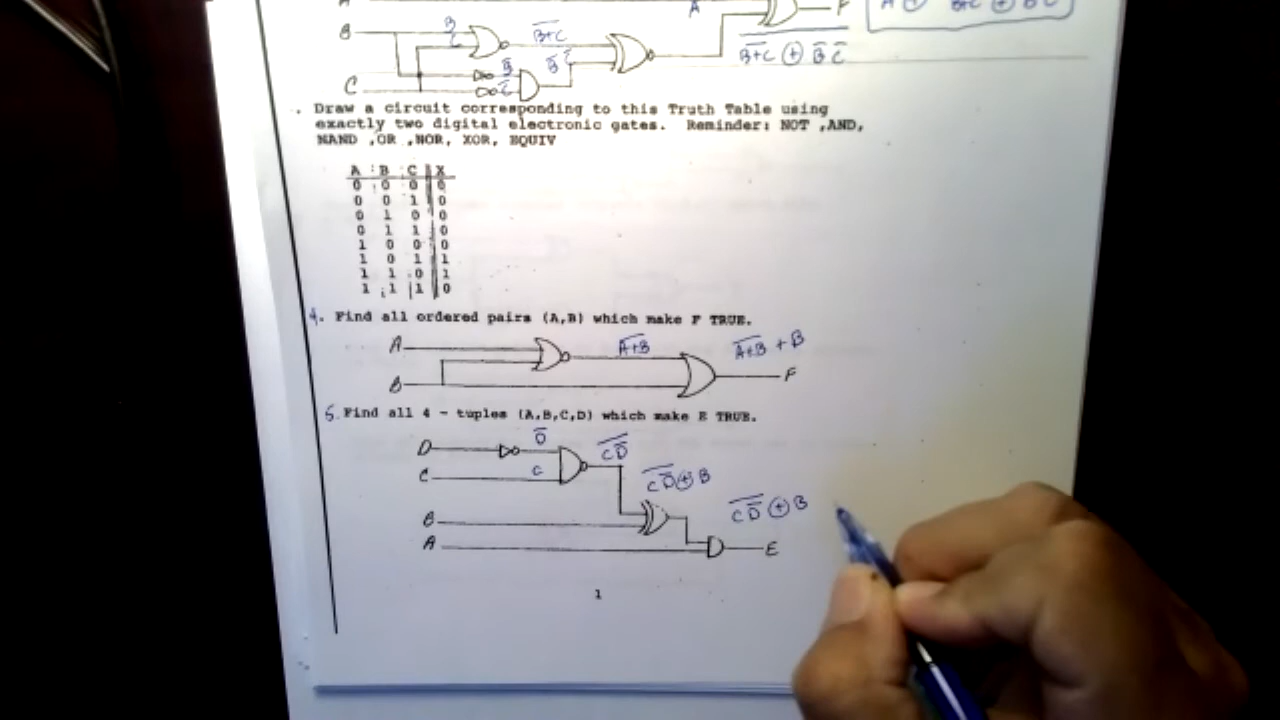 A F
B B C B+C
B̅ C̅ B̅ C̅ B+C ⊕ B̅ C̅
C
. Draw a circuit corresponding to this Truth Table using
exactly two digital electronic gates. Reminder: NOT ,AND,
NAND ,OR ,NOR, XOR, EQUIV
A B C X
0 0 0 0
0 0 1 0
0 1 0 0
0 1 1 0
1 0 0 0
1 0 1 1
1 1 0 1
1 1 1 0
4. Find all ordered pairs (A,B) which make F TRUE.
A A+B A+B + B
B F
5. Find all 4 - tuples (A,B,C,D) which make E TRUE.
D D̅ CD̅
C C CD̅ ⊕ B
B CD̅ ⊕ B
A E
1